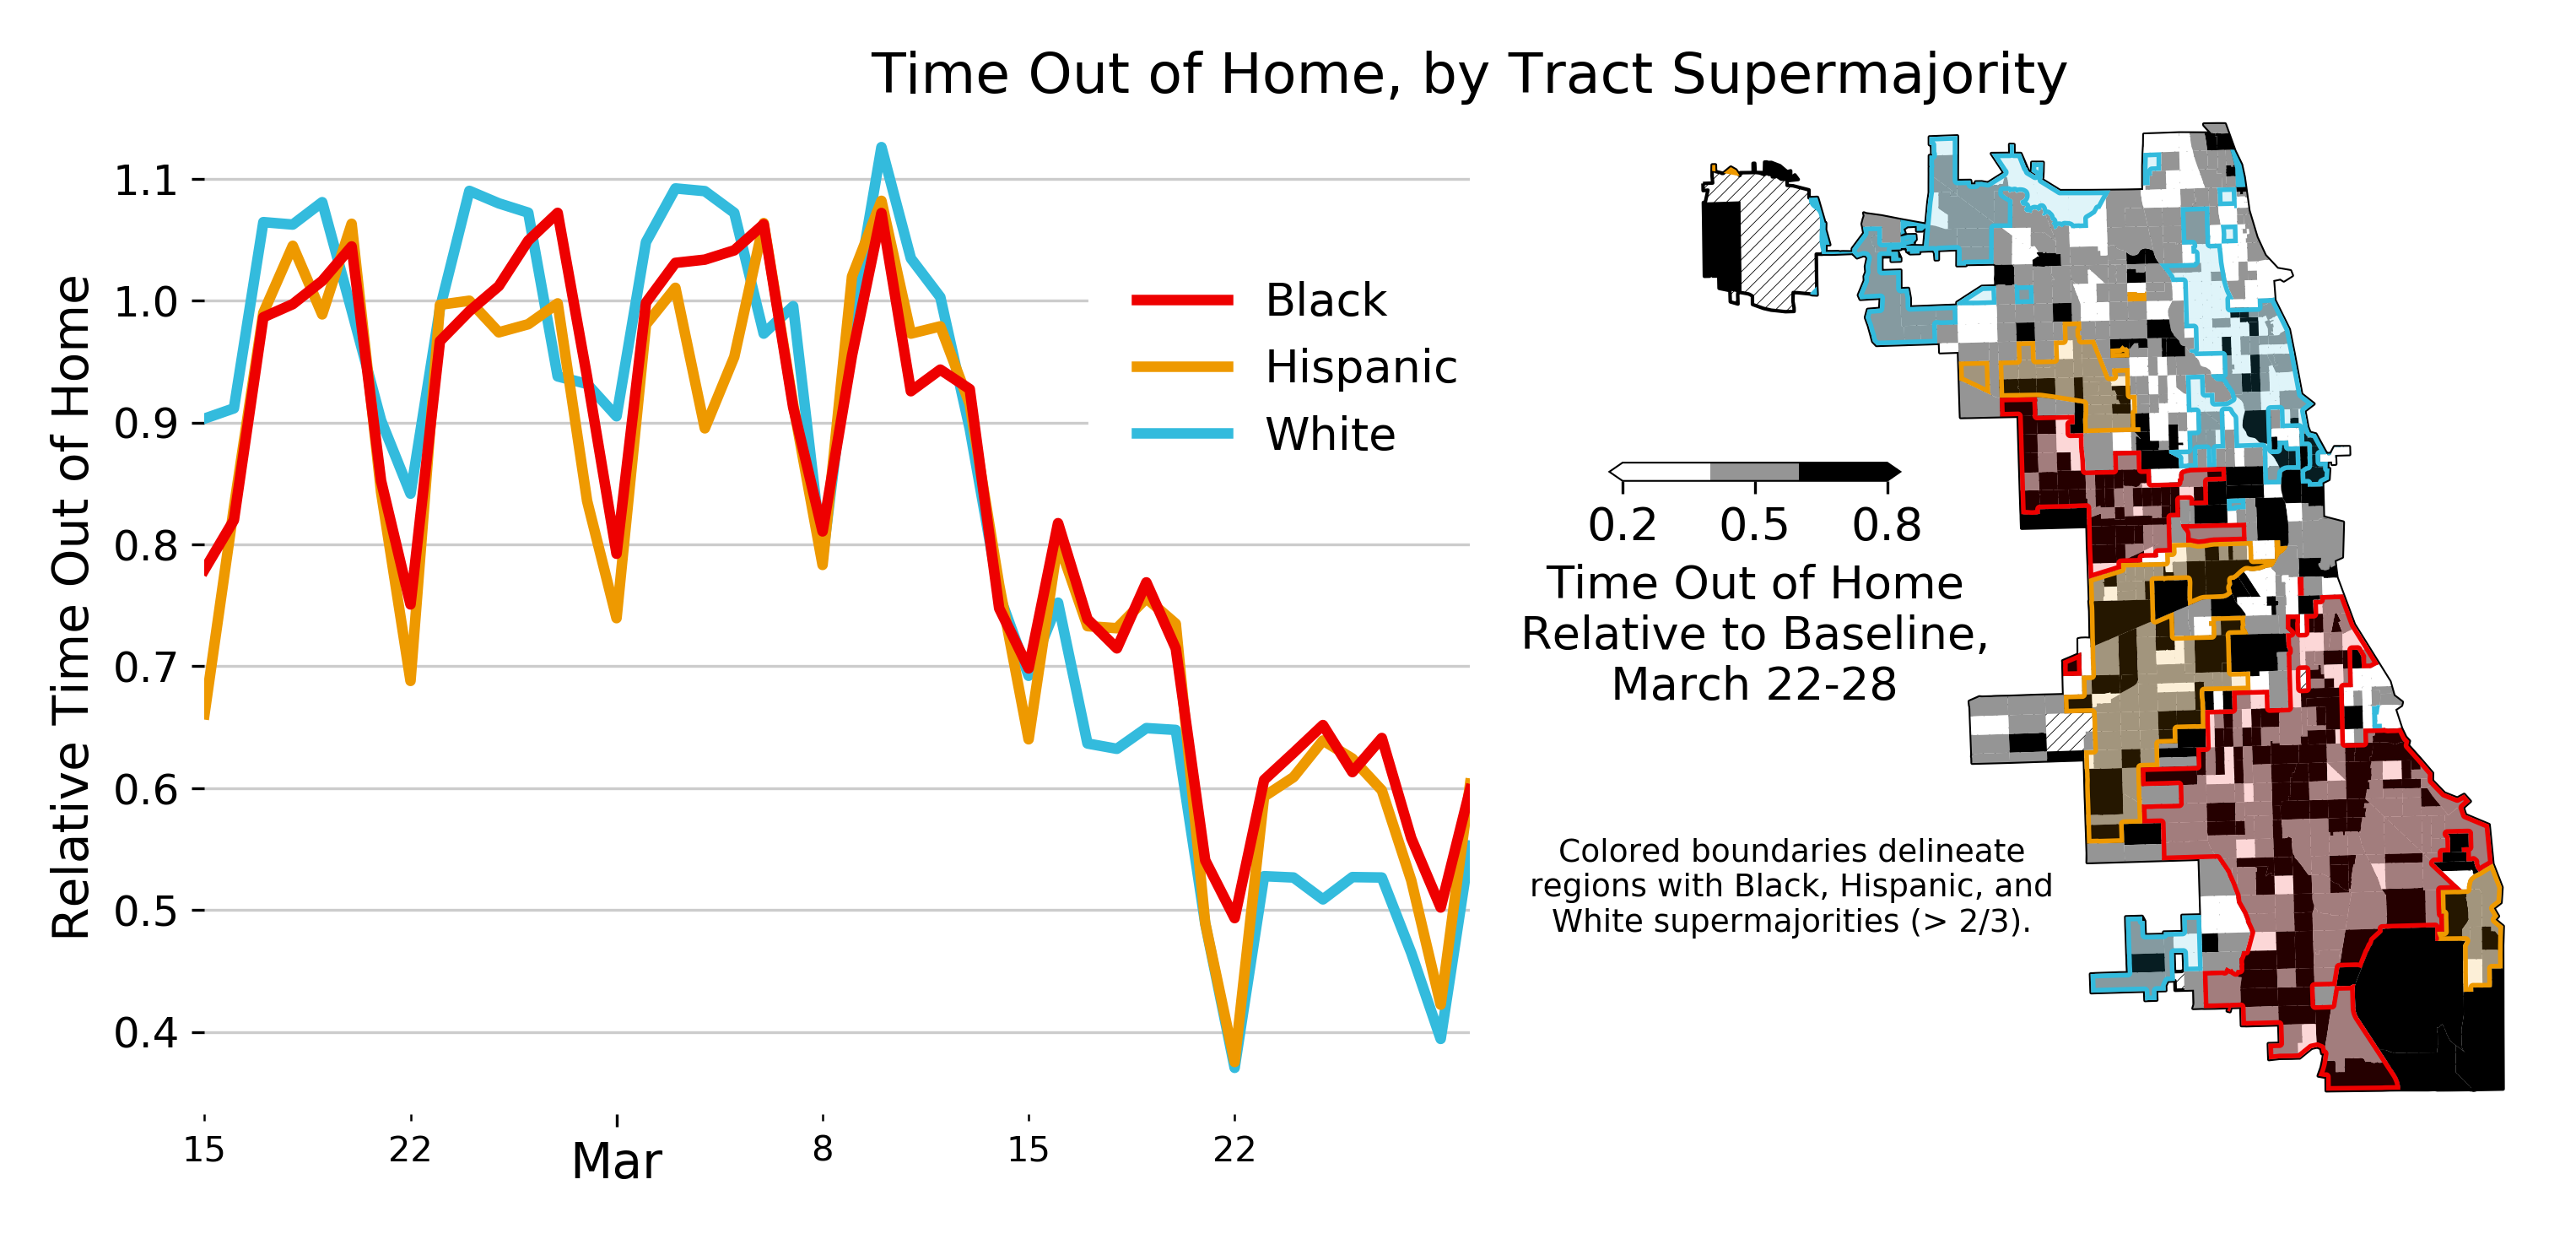 Time Out of Home, by Tract Supermajority
Relative Time Out of Home
1.1
1.0
0.9
0.8
0.7
0.6
0.5
0.4
15
22
Mar
8
15
22
Black
Hispanic
White
0.2 0.5 0.8
Time Out of Home
Relative to Baseline,
March 22-28
Colored boundaries delineate
regions with Black, Hispanic, and
White supermajorities (> 2/3).